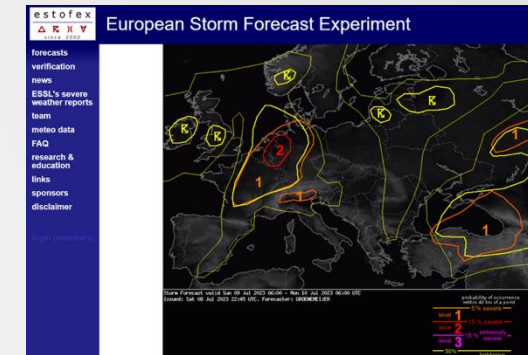 estofex
since 2002
European Storm Forecast Experiment
forecasts
verification
news
ESSL's severe
weather reports
team
meteo data
FAQ
research &
education
links
sponsors
disclaimer
login (members)
2
1
1
1
1
Storm Forecast valid Sun 09 Jul 2023 06:00 - Mon 10 Jul 2023 06:00 UTC
Issued: Sat 08 Jul 2023 22:45 UTC. Forecaster: GROENEMEIJER
probability of occurrence
within 40 km of a point
level 1 5 % severe
level 2 15 % severe
level 3 15 % extremely severe
50%